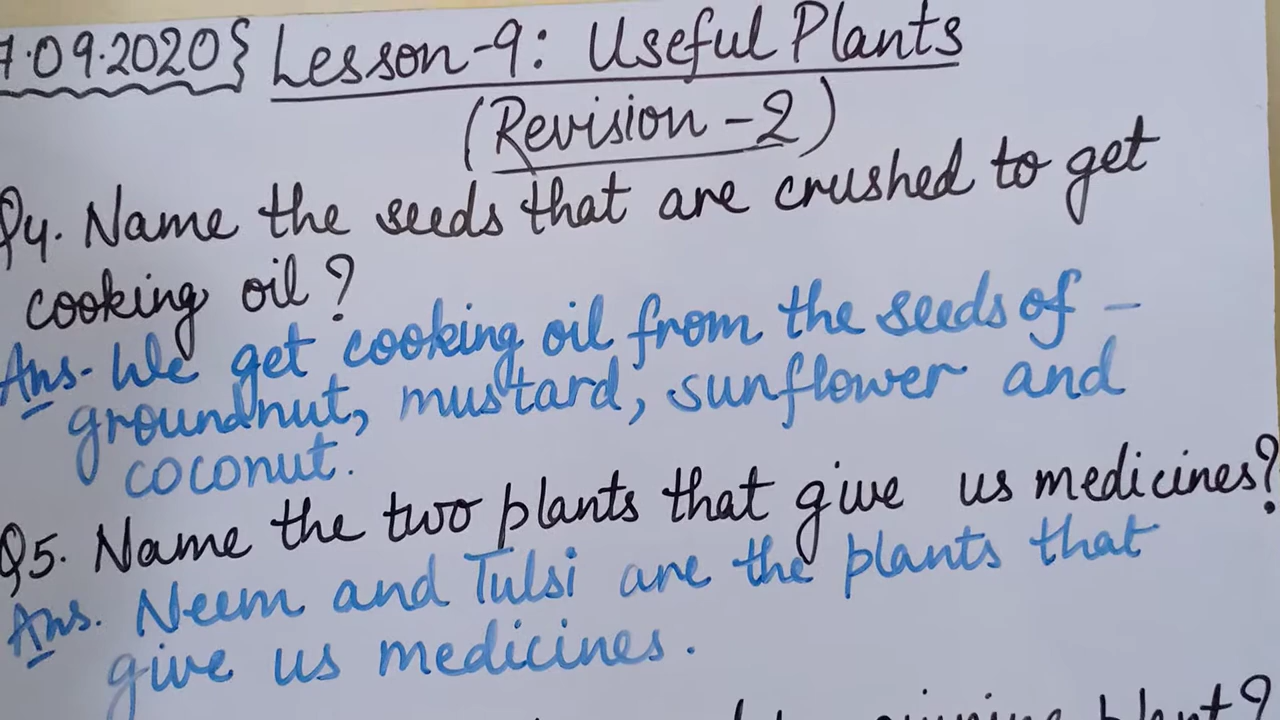 7.09.2020} Lesson-9: Useful Plants
(Revision-2)
Q4. Name the seeds that are crushed to get
cooking oil?
Ans- We get cooking oil from the seeds of -
groundnut, mustard, sunflower and
coconut.
Q5. Name the two plants that give us medicines?
Ans. Neem and Tulsi are the plants that
give us medicines.
plant?